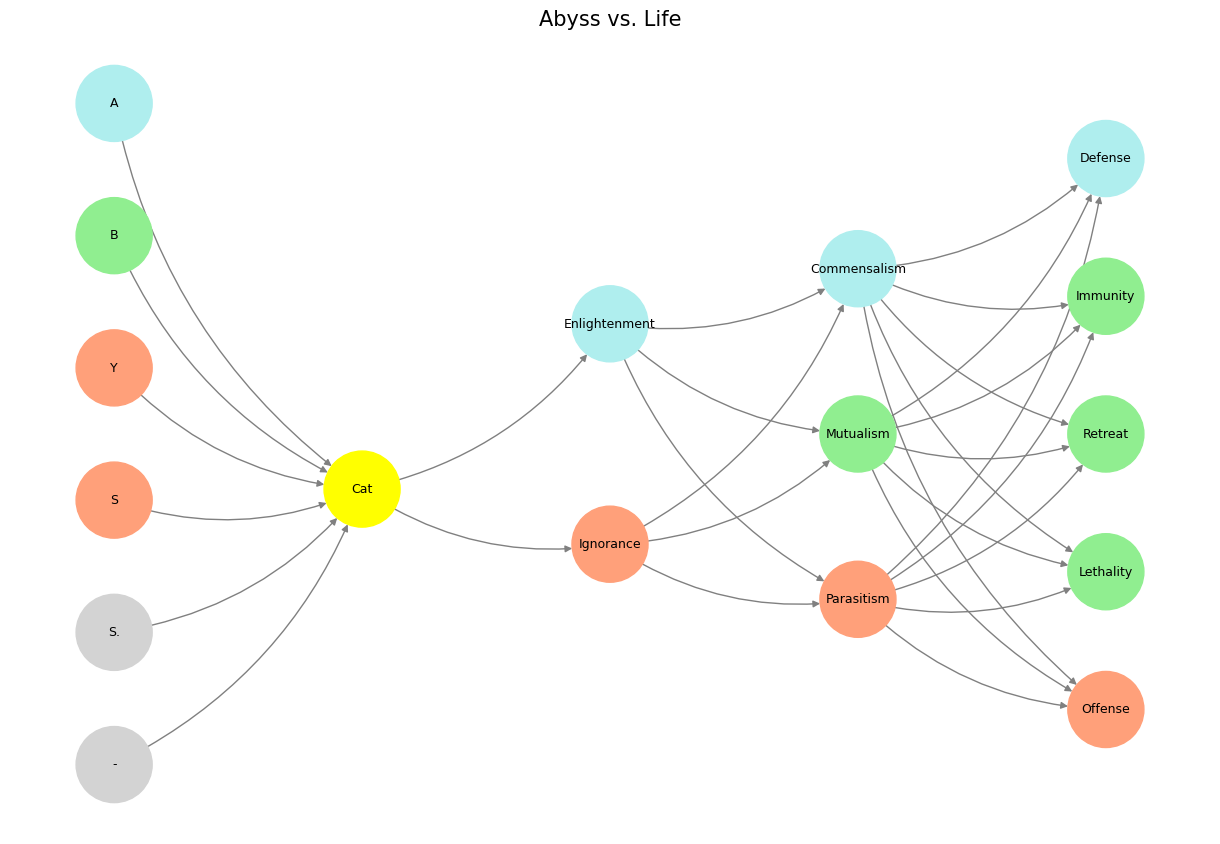 Abyss vs. Life
A
B
Y
S
S.
-
Cat
Enlightenment
Ignorance
Commensalism
Mutualism
Parasitism
Defense
Immunity
Retreat
Lethality
Offense